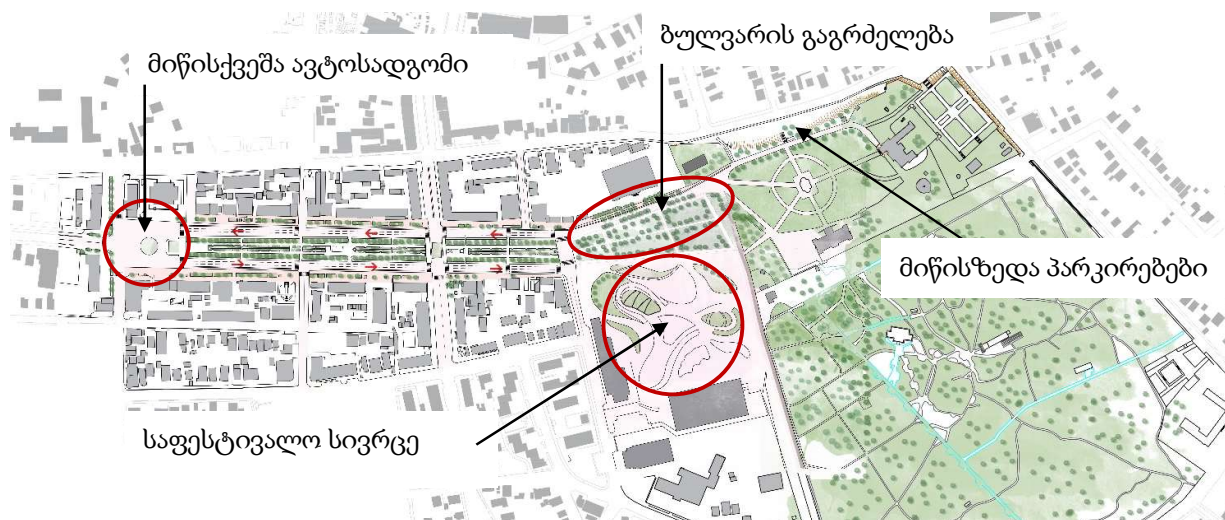 ბულვარის გაგრძელება
მიწისქვეშა ავტოსადგომი
მიწისზედა პარკირებები
საფესტივალო სივრცე